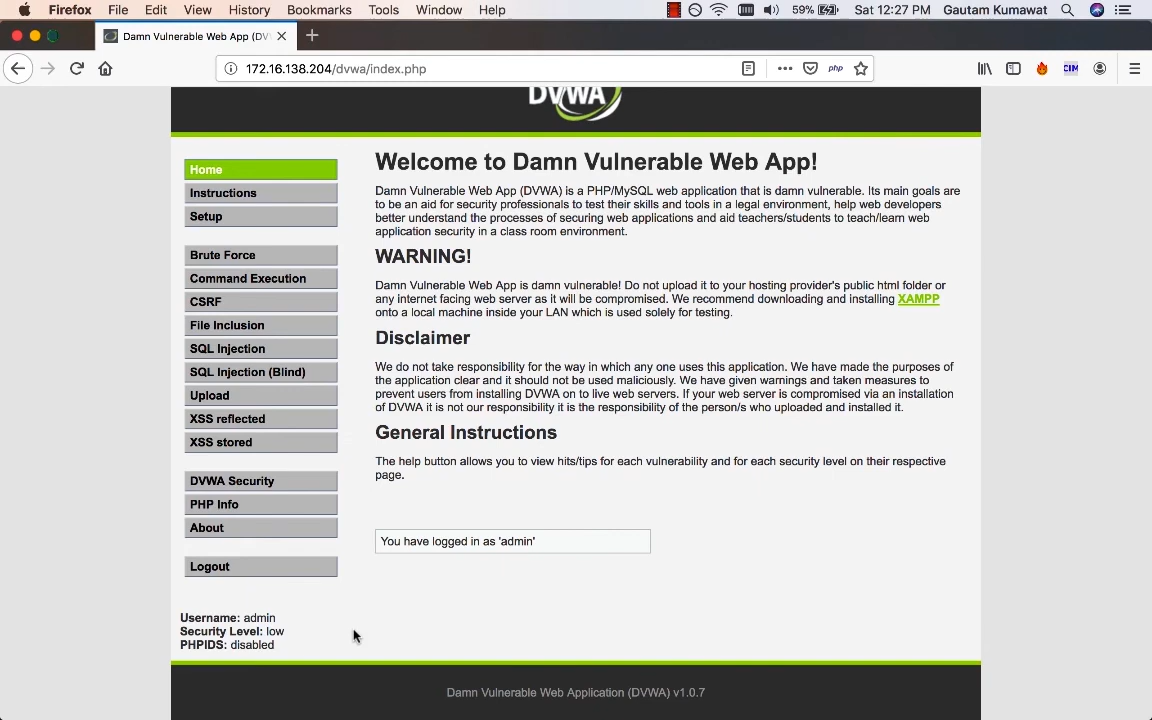 Firefox File Edit View History Bookmarks Tools Window Help 59% Sat 12:27 PM Gautam Kumawat
Damn Vulnerable Web App (DV
172.16.138.204/dvwa/index.php
php
CIM
DVWA
Home
Instructions
Setup
Brute Force
Command Execution
CSRF
File Inclusion
SQL Injection
SQL Injection (Blind)
Upload
XSS reflected
XSS stored
DVWA Security
PHP Info
About
Logout
Username: admin
Security Level: low
PHPIDS: disabled
Welcome to Damn Vulnerable Web App!
Damn Vulnerable Web App (DVWA) is a PHP/MySQL web application that is damn vulnerable. Its main goals are
to be an aid for security professionals to test their skills and tools in a legal environment, help web developers
better understand the processes of securing web applications and aid teachers/students to teach/learn web
application security in a class room environment.
WARNING!
Damn Vulnerable Web App is damn vulnerable! Do not upload it to your hosting provider's public html folder or
any internet facing web server as it will be compromised. We recommend downloading and installing XAMPP
onto a local machine inside your LAN which is used solely for testing.
Disclaimer
We do not take responsibility for the way in which any one uses this application. We have made the purposes of
the application clear and it should not be used maliciously. We have given warnings and taken measures to
prevent users from installing DVWA on to live web servers. If your web server is compromised via an installation
of DVWA it is not our responsibility it is the responsibility of the person/s who uploaded and installed it.
General Instructions
The help button allows you to view hits/tips for each vulnerability and for each security level on their respective
page.
You have logged in as 'admin'
Damn Vulnerable Web Application (DVWA) v1.0.7